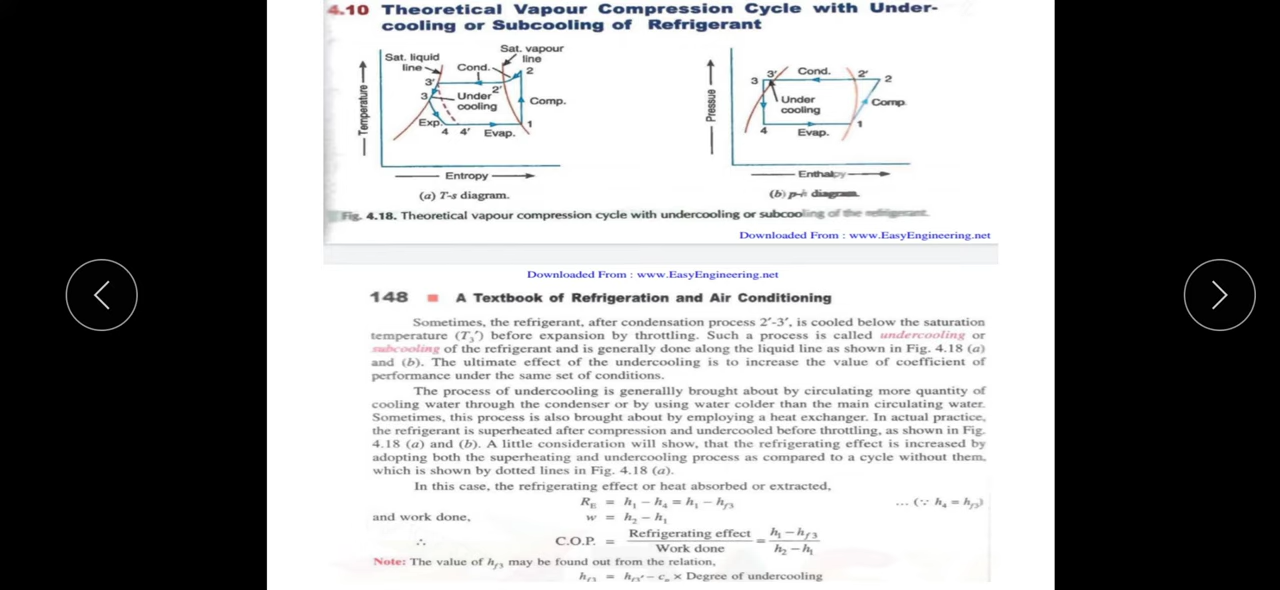 4.10 Theoretical Vapour Compression Cycle with Under-
cooling or Subcooling of Refrigerant
Sat. liquid
line
Cond.
Sat. vapour
line
2
3'
2'
3
Under
cooling
Comp.
Exp.
4 4' Evap.
1
Temperature
Entropy
(a) T-s diagram.
3
3'
Cond.
2'
2
Under
cooling
Comp.
1
4
Evap.
Pressue
Enthalpy
(b) p-h diagram.
Fig. 4.18. Theoretical vapour compression cycle with undercooling or subcooling of the refrigerant.
Downloaded From : www.EasyEngineering.net
Downloaded From : www.EasyEngineering.net
148 ■ A Textbook of Refrigeration and Air Conditioning
Sometimes, the refrigerant, after condensation process 2'-3', is cooled below the saturation
temperature (T3') before expansion by throttling. Such a process is called undercooling or
subcooling of the refrigerant and is generally done along the liquid line as shown in Fig. 4.18 (a)
and (b). The ultimate effect of the undercooling is to increase the value of coefficient of
performance under the same set of conditions.
The process of undercooling is generallly brought about by circulating more quantity of
cooling water through the condenser or by using water colder than the main circulating water.
Sometimes, this process is also brought about by employing a heat exchanger. In actual practice,
the refrigerant is superheated after compression and undercooled before throttling, as shown in Fig.
4.18 (a) and (b). A little consideration will show, that the refrigerating effect is increased by
adopting both the superheating and undercooling process as compared to a cycle without them,
which is shown by dotted lines in Fig. 4.18 (a).
In this case, the refrigerating effect or heat absorbed or extracted,
RE = h1 – h4 = h1 – hf3 ... (∵ h4 = hf3)
and work done, w = h2 – h1
∴ C.O.P. = Refrigerating effect / Work done = h1 – hf3 / h2 – h1
Note: The value of hf3 may be found out from the relation,
hf3 = hf3' – cp × Degree of undercooling